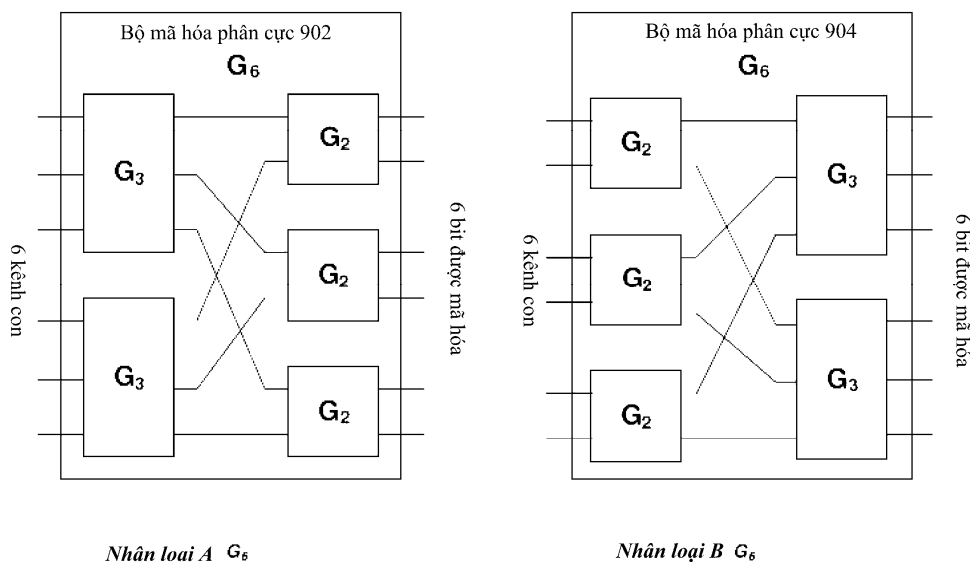 Bộ mã hóa phân cực 902
G6
G3
G3
G2
G2
G2
6 kênh con
6 bit được mã hóa
Nhân loại A G6
Bộ mã hóa phân cực 904
G6
G2
G2
G2
G3
G3
6 kênh con
6 bit được mã hóa
Nhân loại B G6